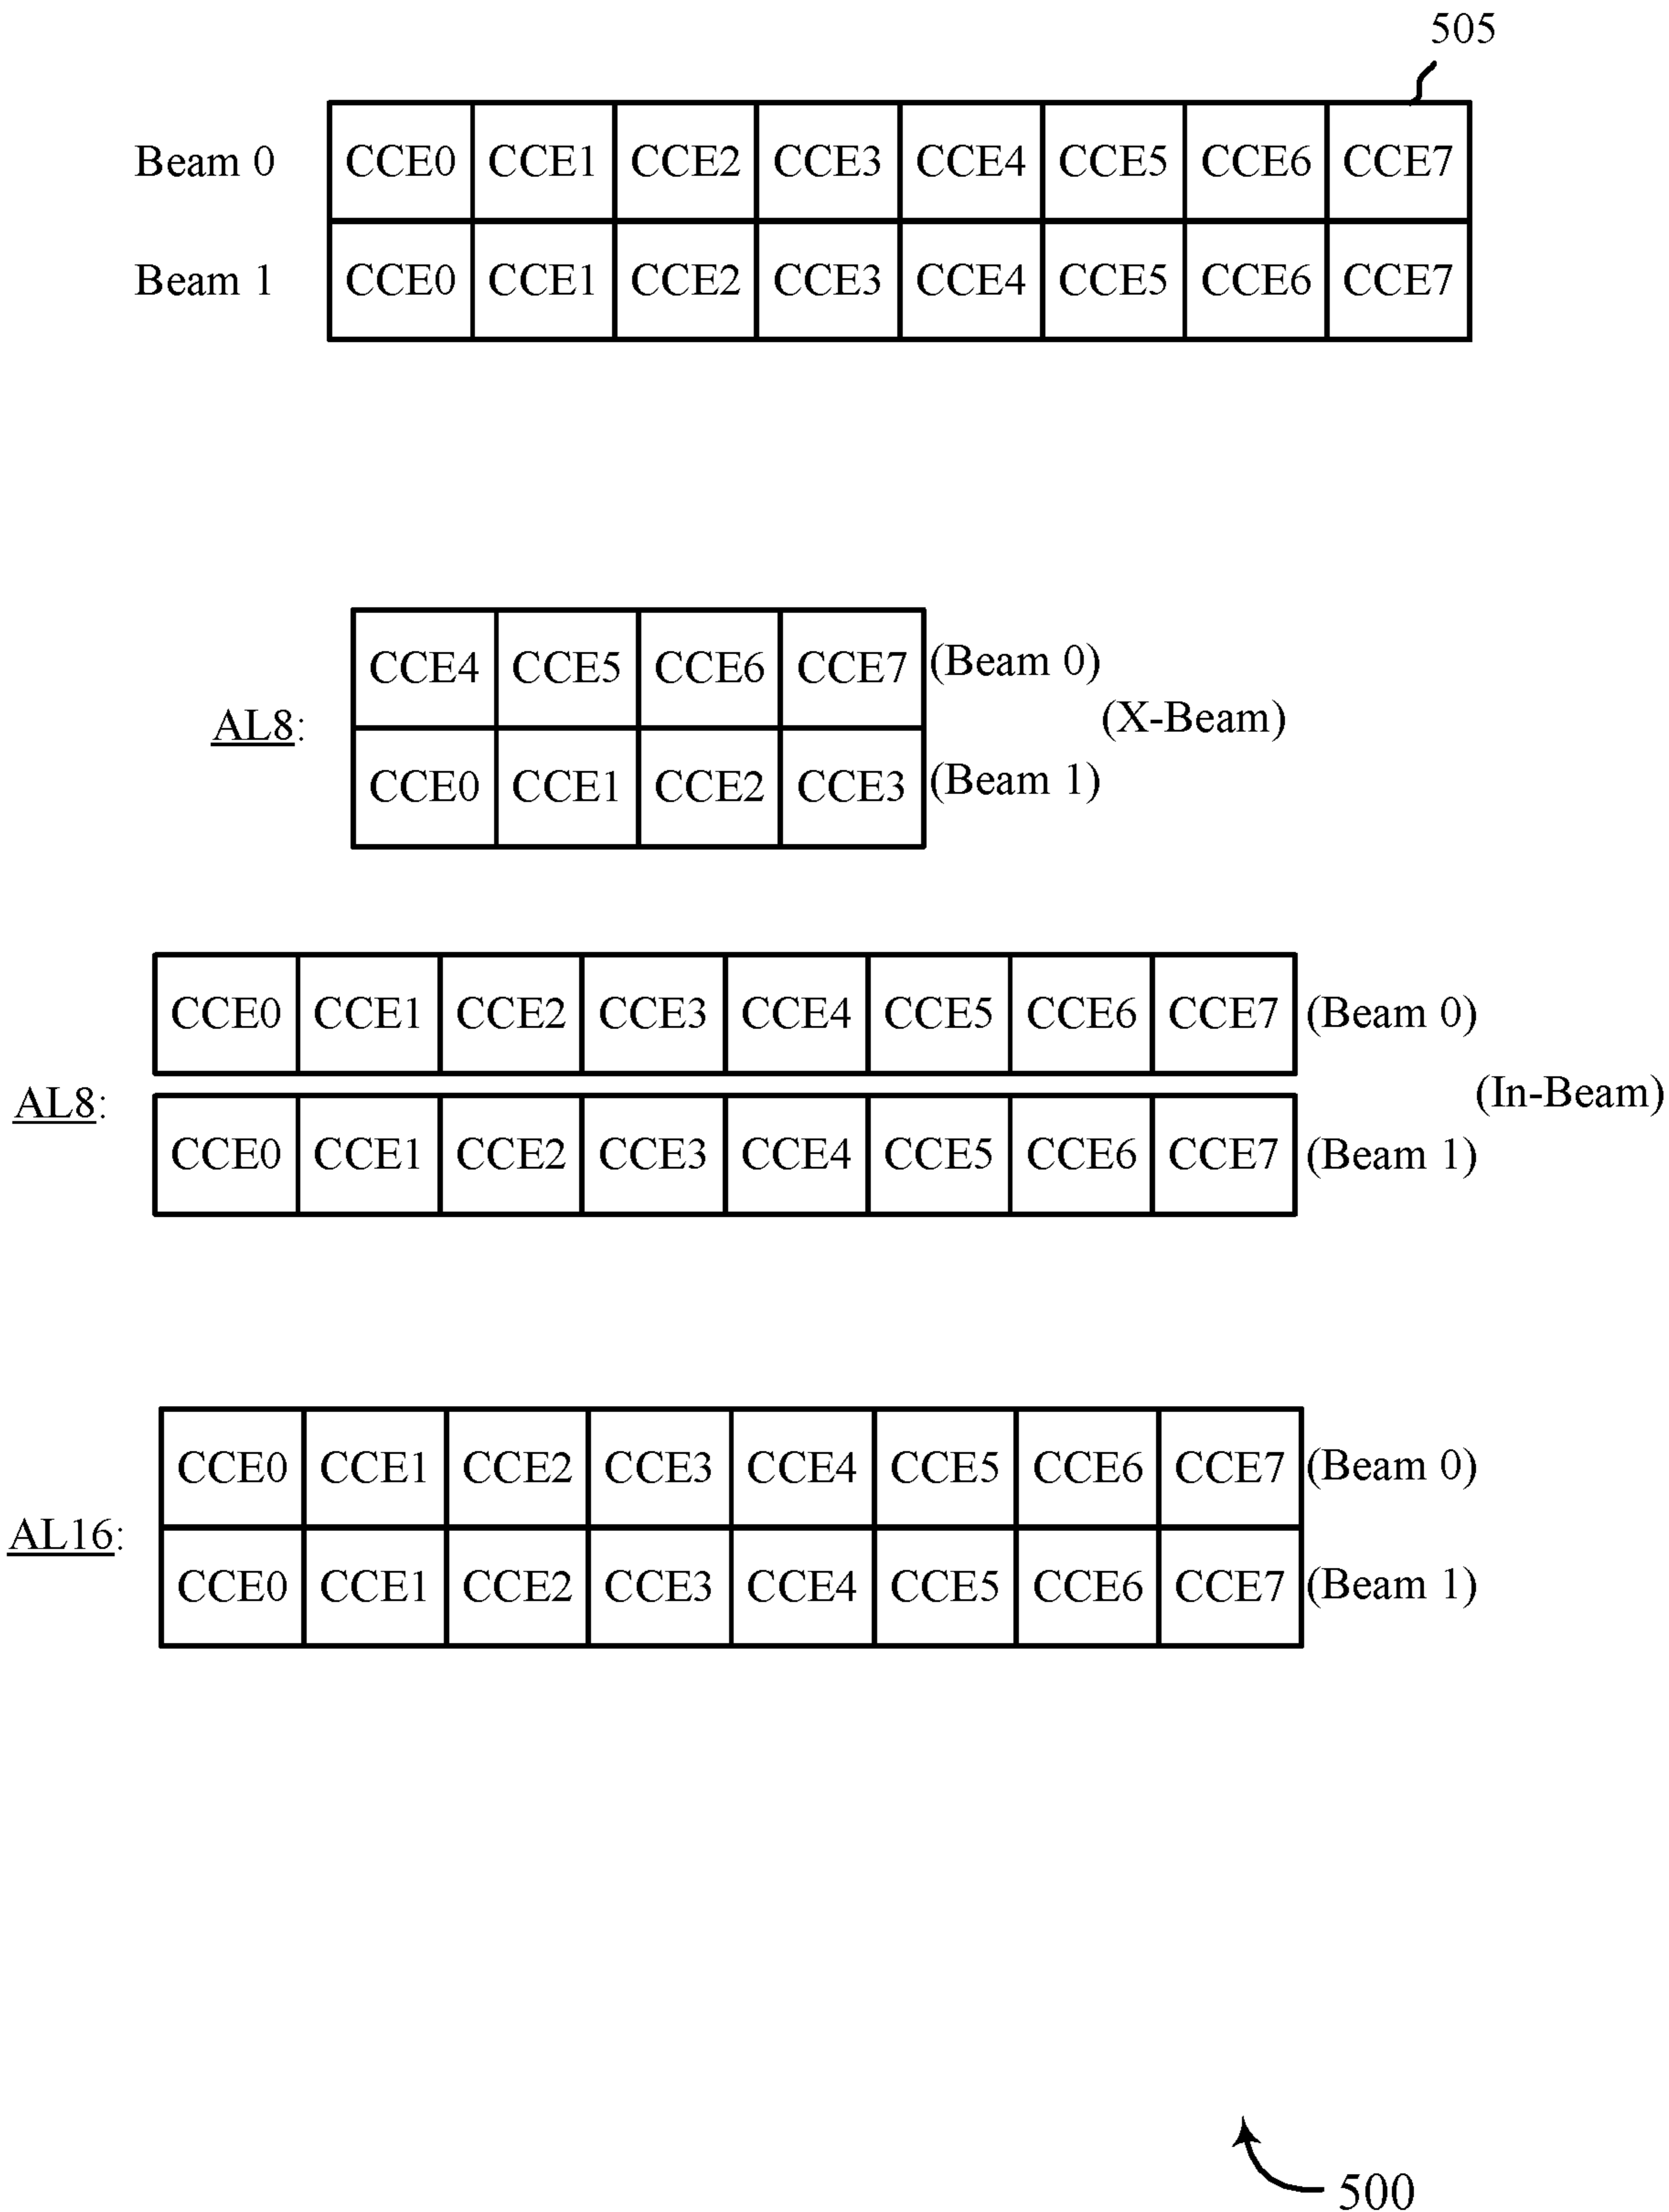 505
Beam 0 CCE0 CCE1 CCE2 CCE3 CCE4 CCE5 CCE6 CCE7
Beam 1 CCE0 CCE1 CCE2 CCE3 CCE4 CCE5 CCE6 CCE7
CCE4 CCE5 CCE6 CCE7 (Beam 0)
AL8: (X-Beam)
CCE0 CCE1 CCE2 CCE3 (Beam 1)
CCE0 CCE1 CCE2 CCE3 CCE4 CCE5 CCE6 CCE7 (Beam 0)
AL8: (In-Beam)
CCE0 CCE1 CCE2 CCE3 CCE4 CCE5 CCE6 CCE7 (Beam 1)
CCE0 CCE1 CCE2 CCE3 CCE4 CCE5 CCE6 CCE7 (Beam 0)
AL16:
CCE0 CCE1 CCE2 CCE3 CCE4 CCE5 CCE6 CCE7 (Beam 1)
500